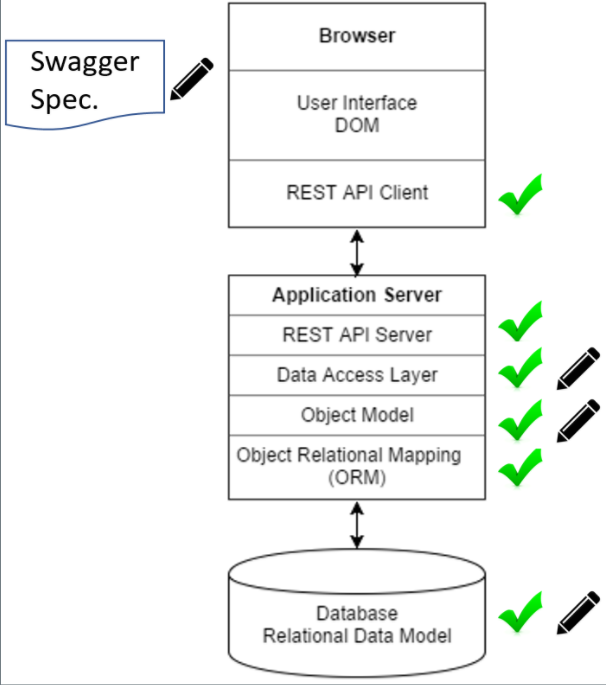 Swagger
Spec.
Browser
User Interface
DOM
REST API Client
Application Server
REST API Server
Data Access Layer
Object Model
Object Relational Mapping
(ORM)
Database
Relational Data Model